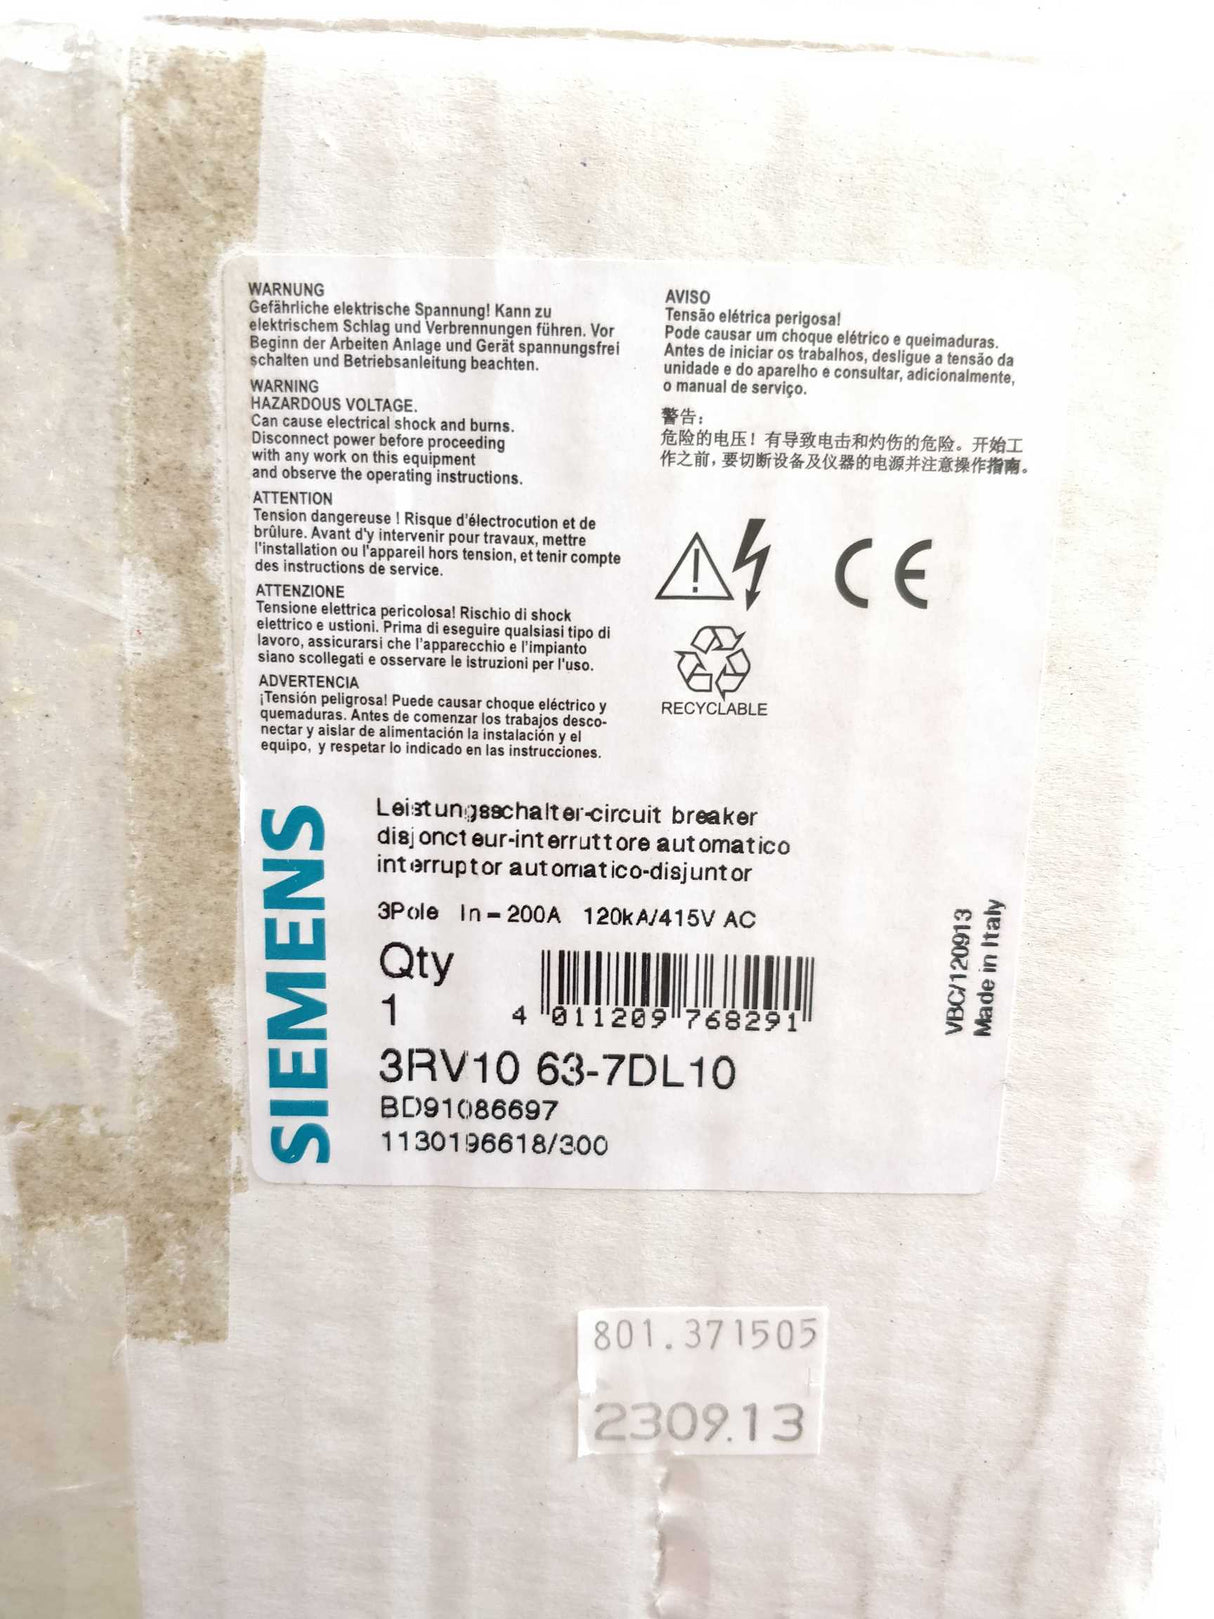 WARNUNG
Gefährliche elektrische Spannung! Kann zu
elektrischem Schlag und Verbrennungen führen. Vor
Beginn der Arbeiten Anlage und Gerät spannungsfrei
schalten und Betriebsanleitung beachten.
WARNING
HAZARDOUS VOLTAGE.
Can cause electrical shock and burns.
Disconnect power before proceeding
with any work on this equipment
and observe the operating instructions.
ATTENTION
Tension dangereuse ! Risque d'électrocution et de
brûlure. Avant d'y intervenir pour travaux, mettre
l'installation ou l'appareil hors tension, et tenir compte
des instructions de service.
ATTENZIONE
Tensione elettrica pericolosa! Rischio di shock
elettrico e ustioni. Prima di eseguire qualsiasi tipo di
lavoro, assicurarsi che l'apparecchio e l'impianto
siano scollegati e osservare le istruzioni per l'uso.
ADVERTENCIA
¡Tensión peligrosa! Puede causar choque eléctrico y
quemaduras. Antes de comenzar los trabajos desco-
nectar y aislar de alimentación la instalación y el
equipo, y respetar lo indicado en las instrucciones.
AVISO
Tensão elétrica perigosa!
Pode causar um choque elétrico e queimaduras.
Antes de iniciar os trabalhos, desligue a tensão da
unidade e do aparelho e consultar, adicionalmente,
o manual de serviço.
警告：
危险的电压！有导致电击和灼伤的危险。开始工
作之前，要切断设备及仪器的电源并注意操作指南。
CE
RECYCLABLE
SIEMENS
Leistungsschalter-circuit breaker
disjoncteur-interruttore automatico
interruptor automatico-disjuntor
3Pole In=200A 120kA/415V AC
Qty
1
4 011209 768291
3RV10 63-7DL10
BD91086697
1130196618/300
VBC/120913
Made in Italy
801.371505
2309.13